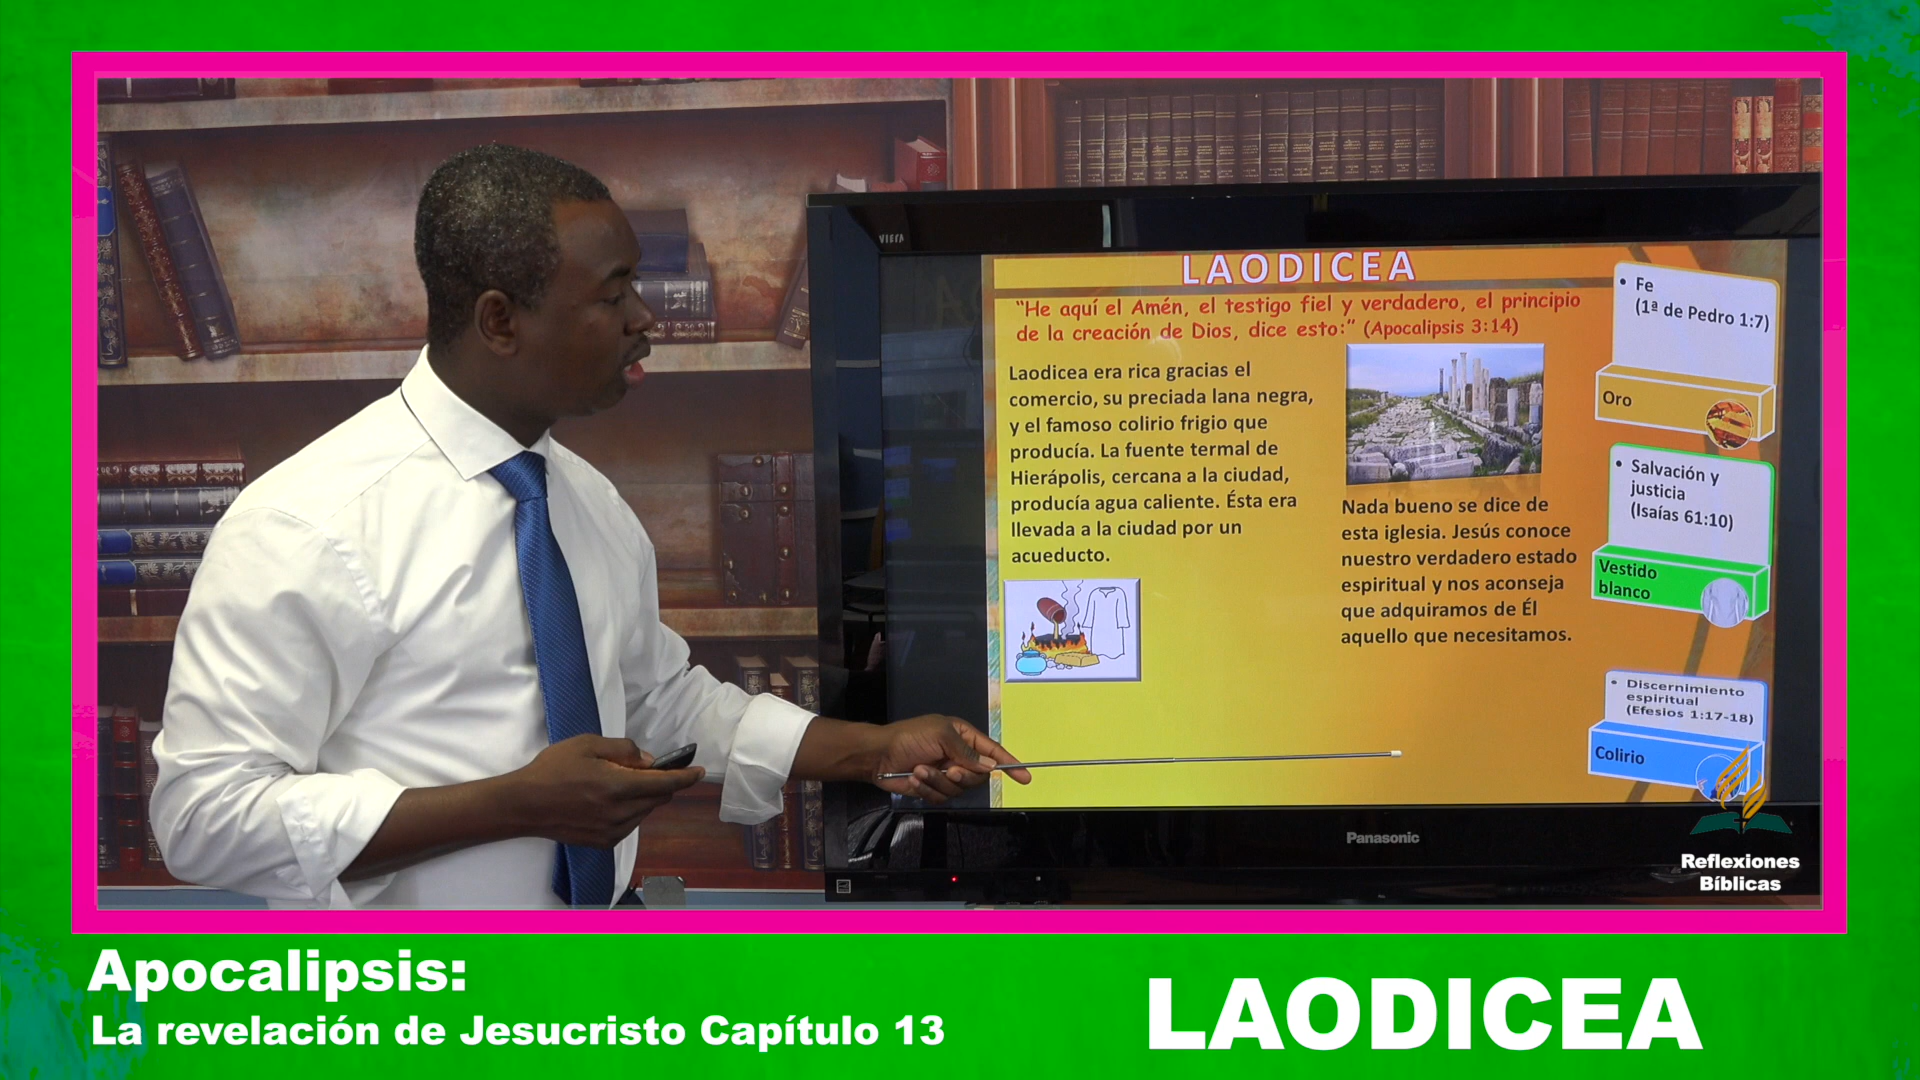 VIERA
LAODICEA
“He aquí el Amén, el testigo fiel y verdadero, el principio
de la creación de Dios, dice esto:” (Apocalipsis 3:14)
Laodicea era rica gracias el
comercio, su preciada lana negra,
y el famoso colirio frigio que
producía. La fuente termal de
Hierápolis, cercana a la ciudad,
producía agua caliente. Ésta era
llevada a la ciudad por un
acueducto.
Nada bueno se dice de
esta iglesia. Jesús conoce
nuestro verdadero estado
espiritual y nos aconseja
que adquiramos de Él
aquello que necesitamos.
• Fe
(1ª de Pedro 1:7)
Oro
• Salvación y
justicia
(Isaías 61:10)
Vestido
blanco
• Discernimiento
espiritual
(Efesios 1:17-18)
Colirio
Panasonic
Reflexiones
Bíblicas
Apocalipsis:
La revelación de Jesucristo Capítulo 13
LAODICEA